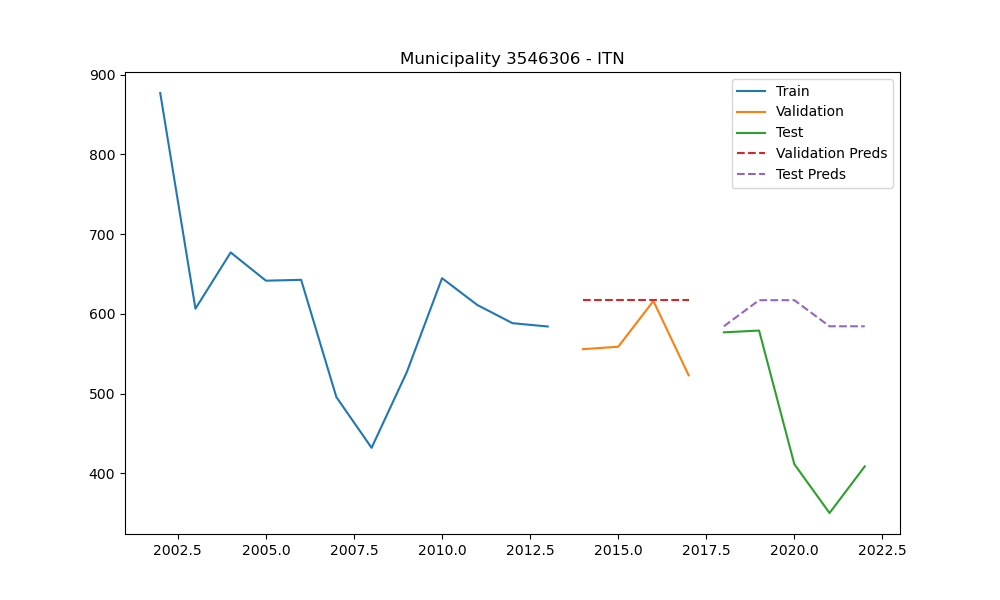 Municipality 3546306 - ITN
900
800
700
600
500
400
Train
Validation
Test
Validation Preds
Test Preds
2002.5 2005.0 2007.5 2010.0 2012.5 2015.0 2017.5 2020.0 2022.5